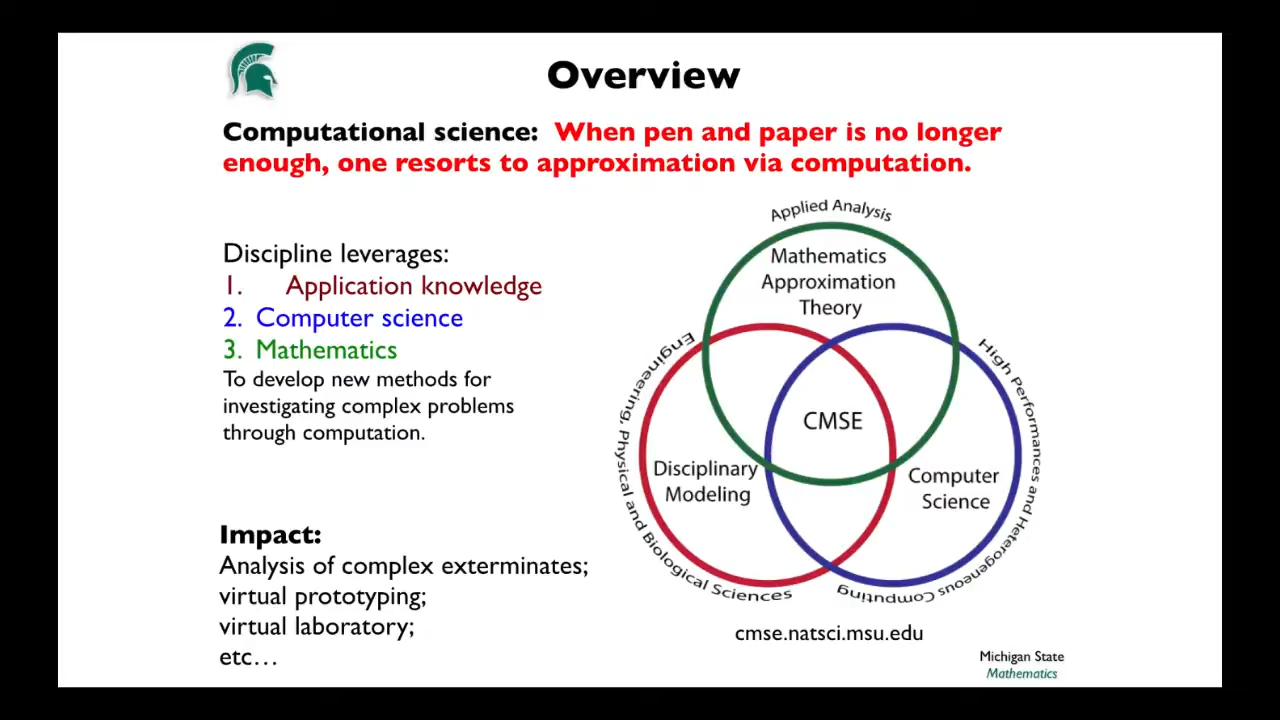 Overview
Computational science: When pen and paper is no longer
enough, one resorts to approximation via computation.
Discipline leverages:
1. Application knowledge
2. Computer science
3. Mathematics
To develop new methods for
investigating complex problems
through computation.
Impact:
Analysis of complex exterminates;
virtual prototyping;
virtual laboratory;
etc…
Applied Analysis
Mathematics
Approximation
Theory
Engineering, Physical and Biological Sciences
High Performances and Heterogeneous Computing
CMSE
Disciplinary
Modeling
Computer
Science
cmse.natsci.msu.edu
Michigan State
Mathematics